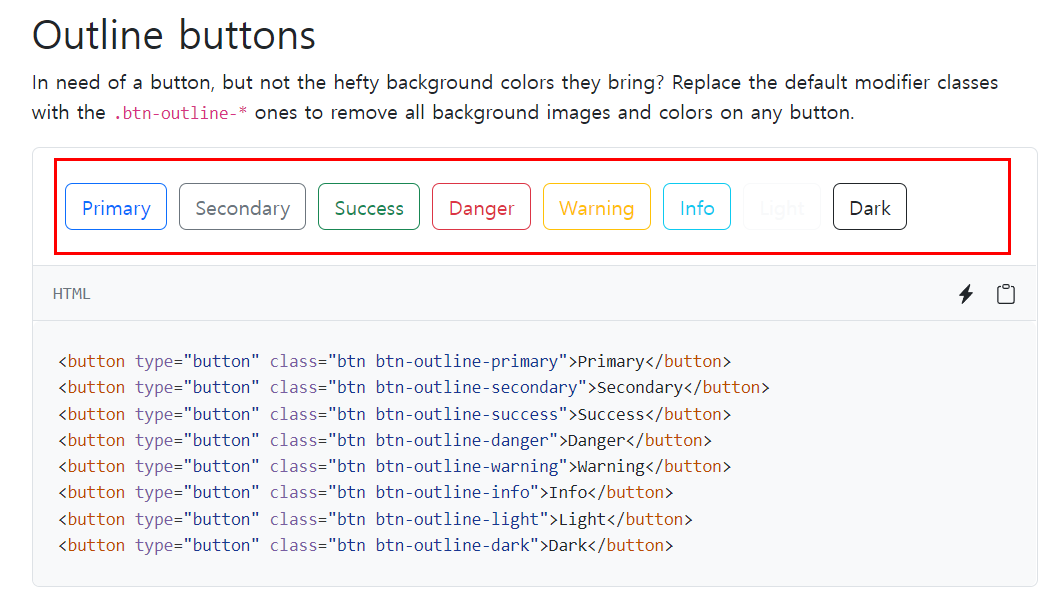 Outline buttons
In need of a button, but not the hefty background colors they bring? Replace the default modifier classes
with the .btn-outline-* ones to remove all background images and colors on any button.
Primary Secondary Success Danger Warning Info Light Dark
HTML
<button type="button" class="btn btn-outline-primary">Primary</button>
<button type="button" class="btn btn-outline-secondary">Secondary</button>
<button type="button" class="btn btn-outline-success">Success</button>
<button type="button" class="btn btn-outline-danger">Danger</button>
<button type="button" class="btn btn-outline-warning">Warning</button>
<button type="button" class="btn btn-outline-info">Info</button>
<button type="button" class="btn btn-outline-light">Light</button>
<button type="button" class="btn btn-outline-dark">Dark</button>